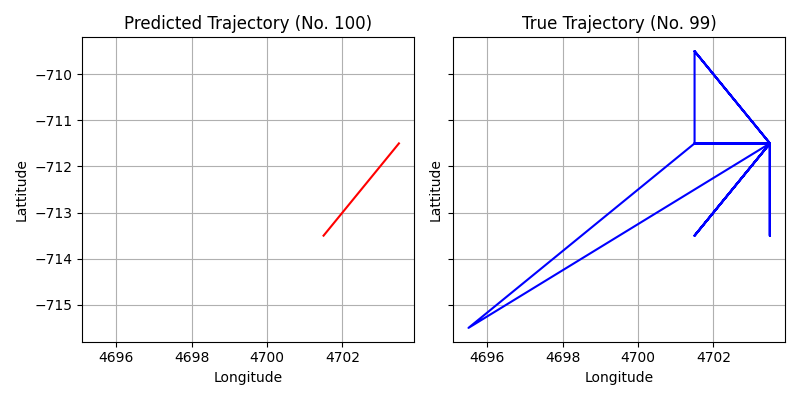 Predicted Trajectory (No. 100)
−710
−711
−712
−713
−714
−715
Lattitude
4696 4698 4700 4702
Longitude
True Trajectory (No. 99)
Lattitude
4696 4698 4700 4702
Longitude